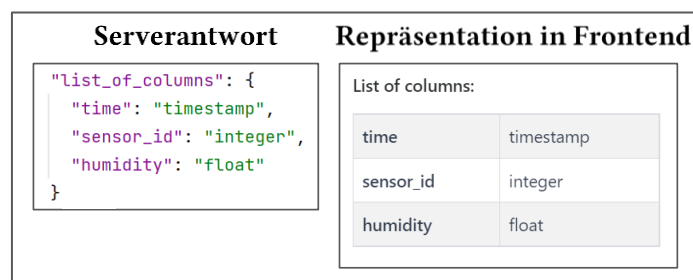 Serverantwort
"list_of_columns": {
"time": "timestamp",
"sensor_id": "integer",
"humidity": "float"
}
Repräsentation in Frontend
List of columns:
time timestamp
sensor_id integer
humidity float